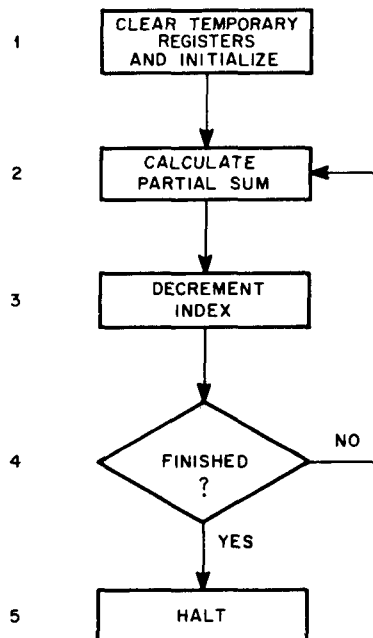 1
CLEAR TEMPORARY
REGISTERS
AND INITIALIZE
2
CALCULATE
PARTIAL SUM
3
DECREMENT
INDEX
4
FINISHED
?
NO
YES
5
HALT